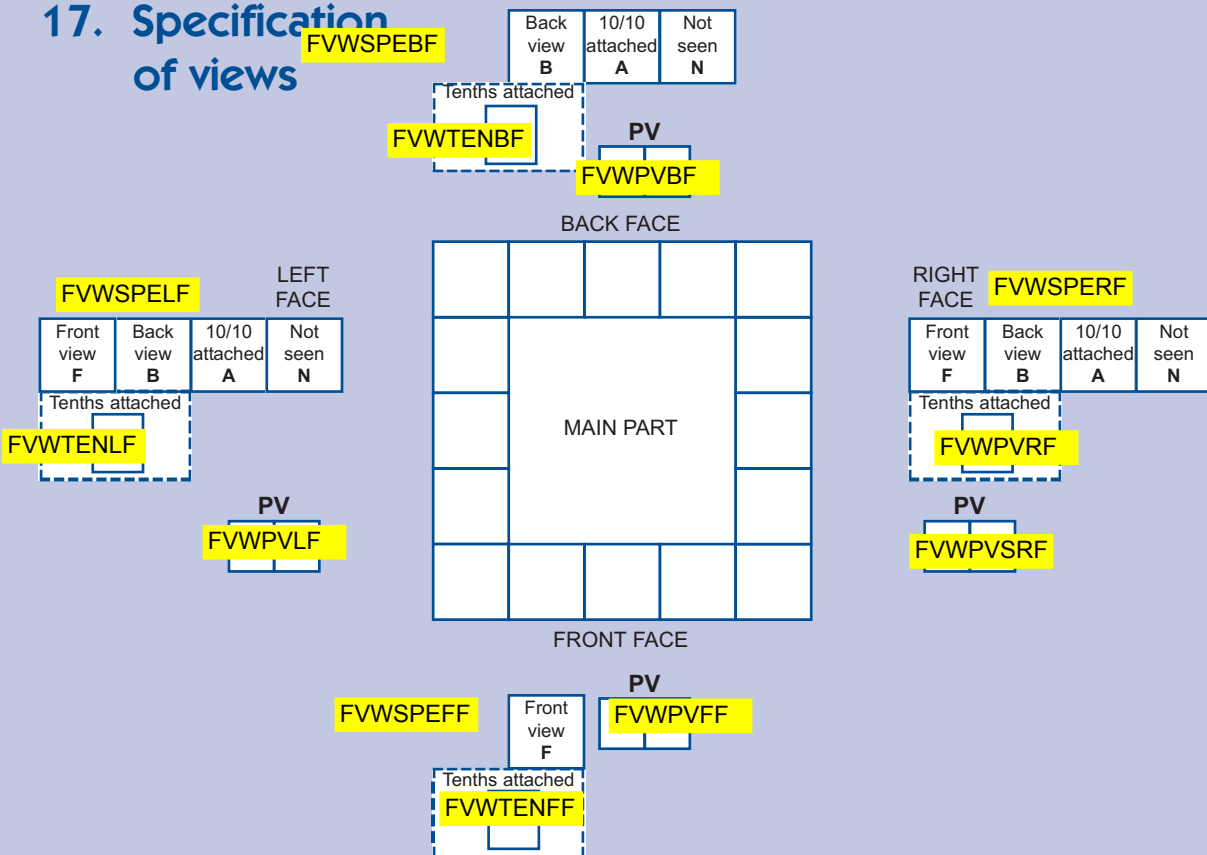 17. Specification
of views
FVWSPEBF
Back
view
B
10/10
attached
A
Not
seen
N
Tenths attached
FVWTENBF
PV
FVWPVBF
BACK FACE
LEFT
FACE
FVWSPELF
Front
view
F
Back
view
B
10/10
attached
A
Not
seen
N
Tenths attached
FVWTENLF
PV
FVWPVLF
MAIN PART
RIGHT
FACE
FVWSPERF
Front
view
F
Back
view
B
10/10
attached
A
Not
seen
N
Tenths attached
FVWPVRF
PV
FVWPVSRF
FRONT FACE
FVWSPEFF
Front
view
F
PV
FVWPVFF
Tenths attached
FVWTENFF